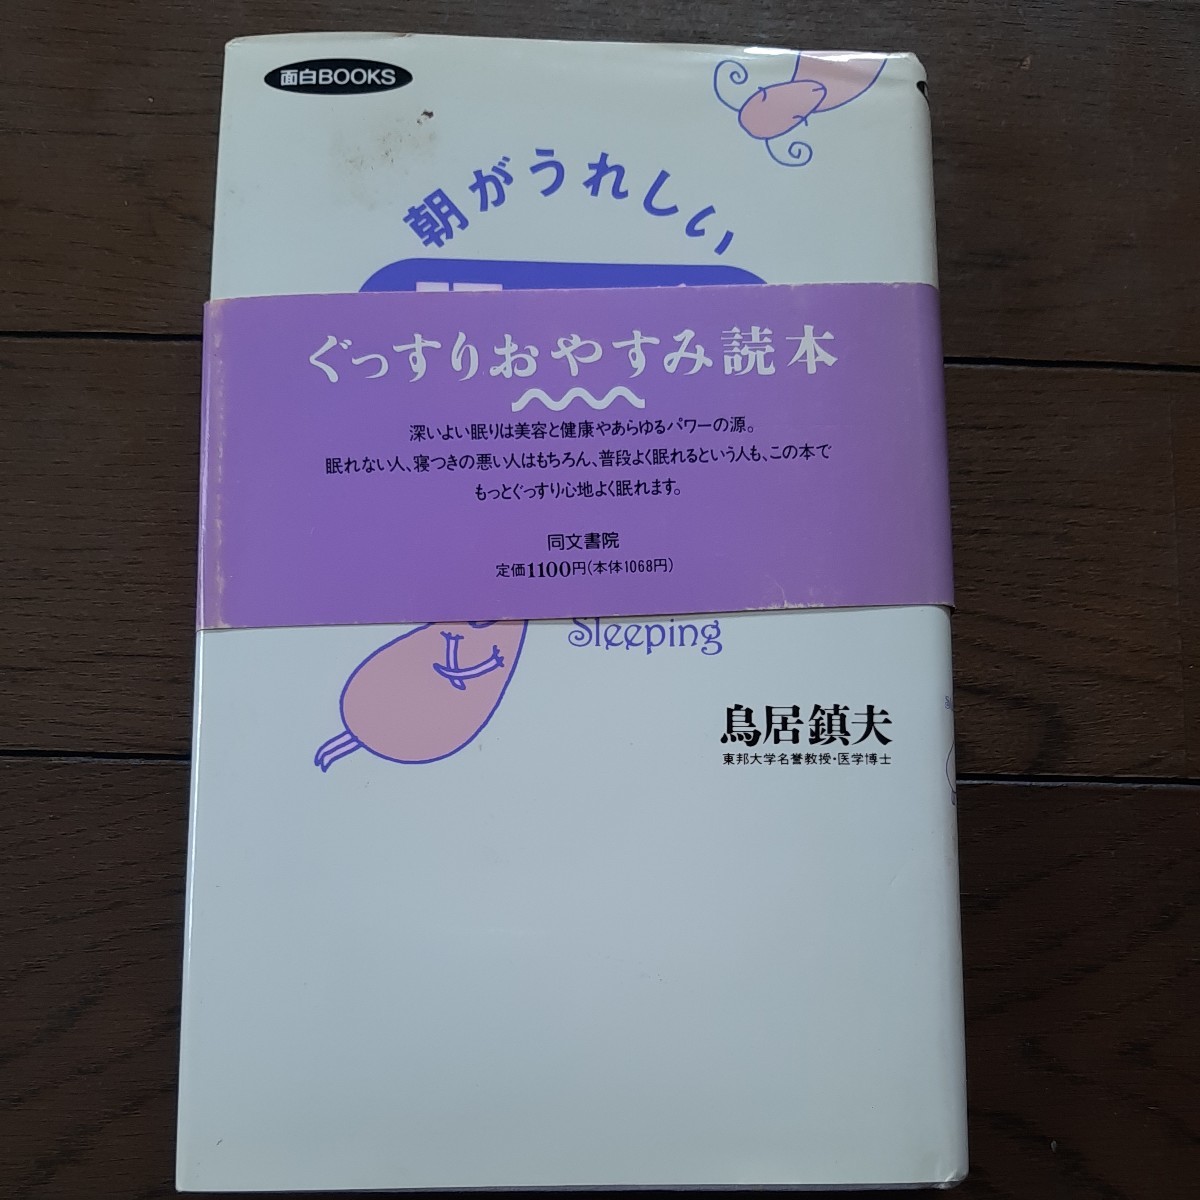 面白BOOKS
朝がうれしい
ぐっすりおやすみ読本
深いよい眠りは美容と健康やあらゆるパワーの源。
眠れない人、寝つきの悪い人はもちろん、普段よく眠れるという人も、この本で
もっとぐっすり心地よく眠れます。
同文書院
定価1100円(本体1068円)
Sleeping
鳥居鎮夫
東邦大学名誉教授・医学博士